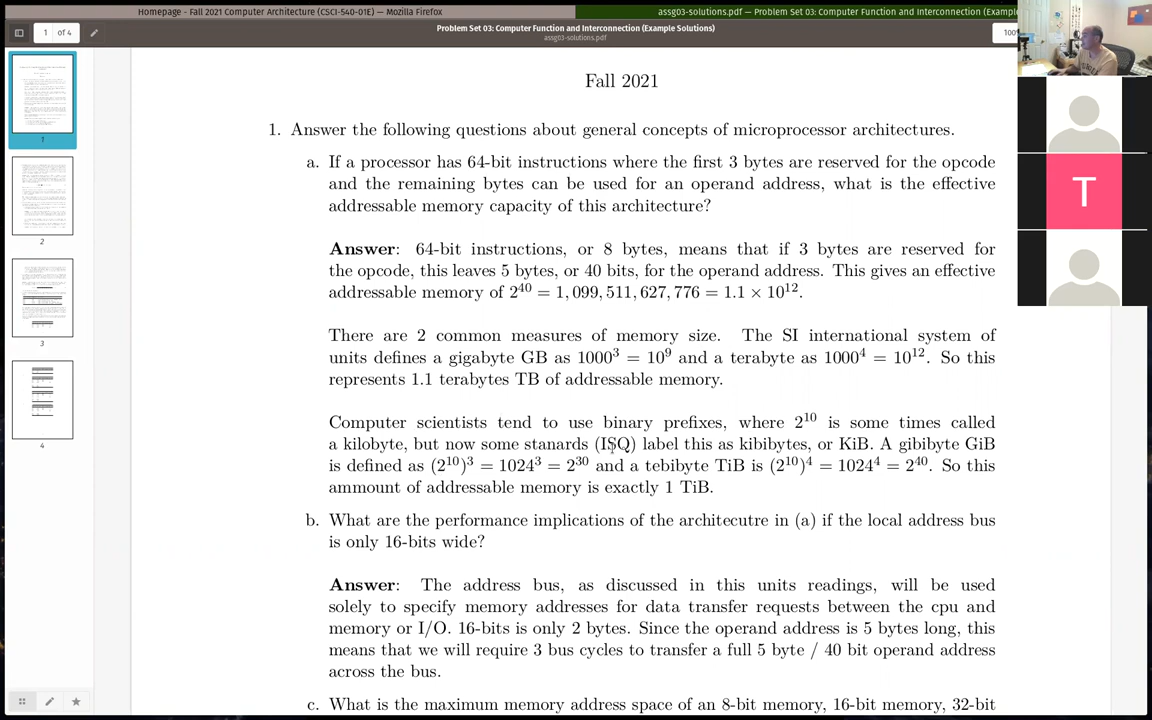 Homepage - Fall 2021 Computer Architecture (CSCI-540-01E) — Mozilla Firefox
assg03-solutions.pdf — Problem Set 03: Computer Function and Interconnection (Exampl
1 of 4
Problem Set 03: Computer Function and Interconnection (Example Solutions)
assg03-solutions.pdf
100%
Fall 2021
1. Answer the following questions about general concepts of microprocessor architectures.
a. If a processor has 64-bit instructions where the first 3 bytes are reserved for the opcode
and the remaining bytes can be used for an operand address, what is the effective
addressable memory capacity of this architecture?
Answer: 64-bit instructions, or 8 bytes, means that if 3 bytes are reserved for
the opcode, this leaves 5 bytes, or 40 bits, for the operand address. This gives an effective
addressable memory of 2⁴⁰ = 1,099,511,627,776 = 1.1 × 10¹².
There are 2 common measures of memory size. The SI international system of
units defines a gigabyte GB as 1000³ = 10⁹ and a terabyte as 1000⁴ = 10¹². So this
represents 1.1 terabytes TB of addressable memory.
Computer scientists tend to use binary prefixes, where 2¹⁰ is some times called
a kilobyte, but now some stanards (I$Q) label this as kibibytes, or KiB. A gibibyte GiB
is defined as (2¹⁰)³ = 1024³ = 2³⁰ and a tebibyte TiB is (2¹⁰)⁴ = 1024⁴ = 2⁴⁰. So this
ammount of addressable memory is exactly 1 TiB.
b. What are the performance implications of the architecutre in (a) if the local address bus
is only 16-bits wide?
Answer: The address bus, as discussed in this units readings, will be used
solely to specify memory addresses for data transfer requests between the cpu and
memory or I/O. 16-bits is only 2 bytes. Since the operand address is 5 bytes long, this
means that we will require 3 bus cycles to transfer a full 5 byte / 40 bit operand address
across the bus.
c. What is the maximum memory address space of an 8-bit memory, 16-bit memory, 32-bit
1
2
3
4
T